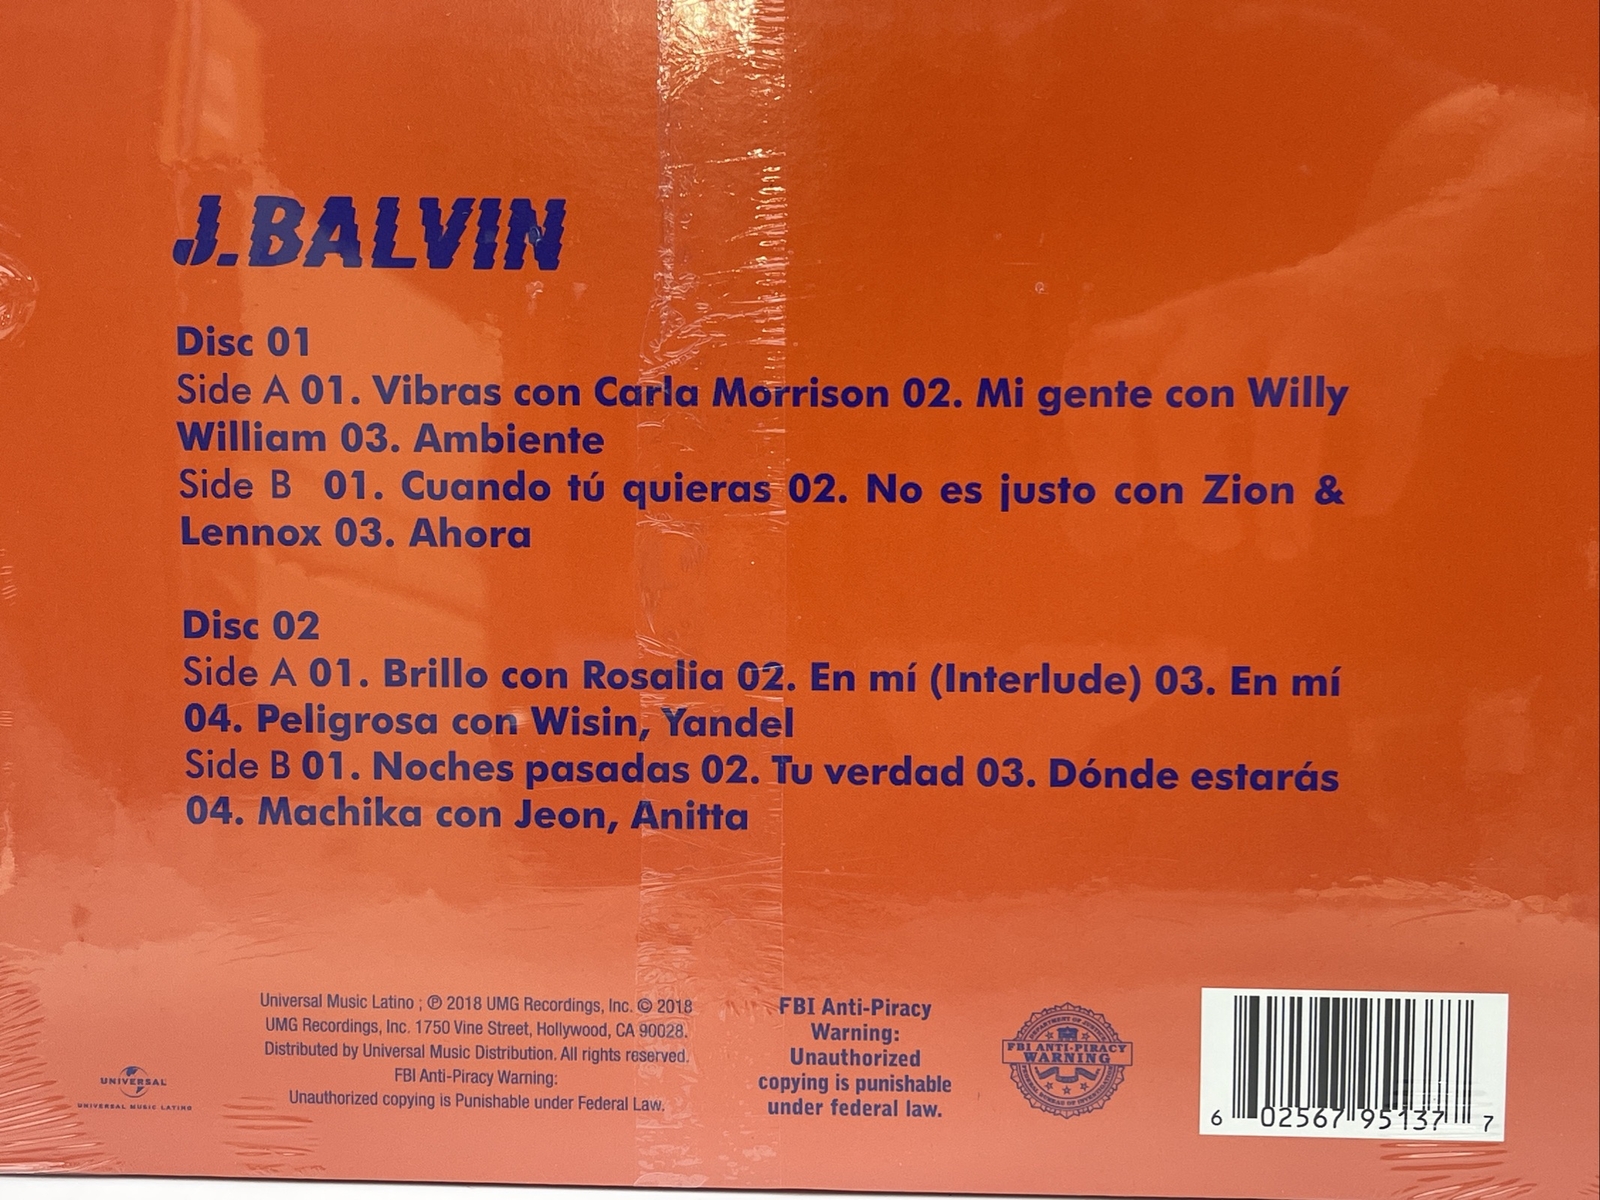 J.BALVIN
Disc 01
Side A 01. Vibras con Carla Morrison 02. Mi gente con Willy
William 03. Ambiente
Side B 01. Cuando tú quieras 02. No es justo con Zion &
Lennox 03. Ahora
Disc 02
Side A 01. Brillo con Rosalia 02. En mí (Interlude) 03. En mí
04. Peligrosa con Wisin, Yandel
Side B 01. Noches pasadas 02. Tu verdad 03. Dónde estarás
04. Machika con Jeon, Anitta
UNIVERSAL
UNIVERSAL MUSIC LATINO
Universal Music Latino ; ℗ 2018 UMG Recordings, Inc. © 2018
UMG Recordings, Inc. 1750 Vine Street, Hollywood, CA 90028.
Distributed by Universal Music Distribution. All rights reserved.
FBI Anti-Piracy Warning:
Unauthorized copying is Punishable under Federal Law.
FBI Anti-Piracy
Warning:
Unauthorized
copying is punishable
under federal law.
DEPARTMENT OF JUSTICE
FBI ANTI-PIRACY
WARNING
BUREAU OF INVESTIGATION
6 02567 95137 7